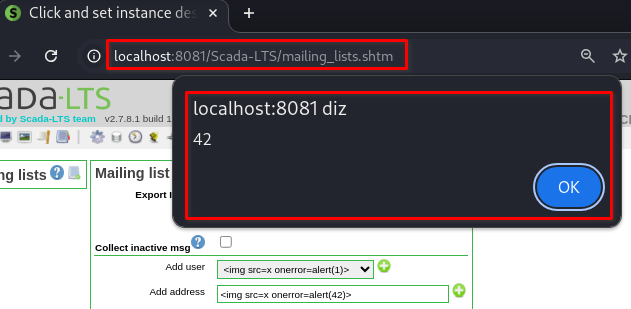 Click and set instance des
localhost:8081/Scada-LTS/mailing_lists.shtm
localhost:8081 diz
42
OK
ADA-LTS
d by Scada-LTS team v2.7.8.1 build 1
ng lists
Mailing list
Export I
Collect inactive msg
Add user <img src=x onerror=alert(1)>
Add address <img src=x onerror=alert(42)>